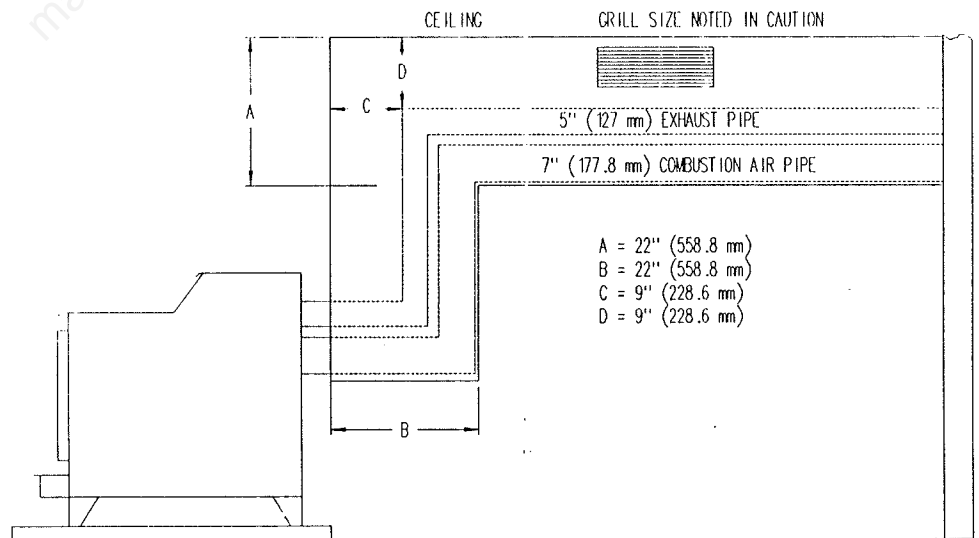 CEILING
GRILL SIZE NOTED IN CAUTION
D
A
C
5" (127 mm) EXHAUST PIPE
7" (177.8 mm) COMBUSTION AIR PIPE
A = 22" (558.8 mm)
B = 22" (558.8 mm)
C = 9" (228.6 mm)
D = 9" (228.6 mm)
B